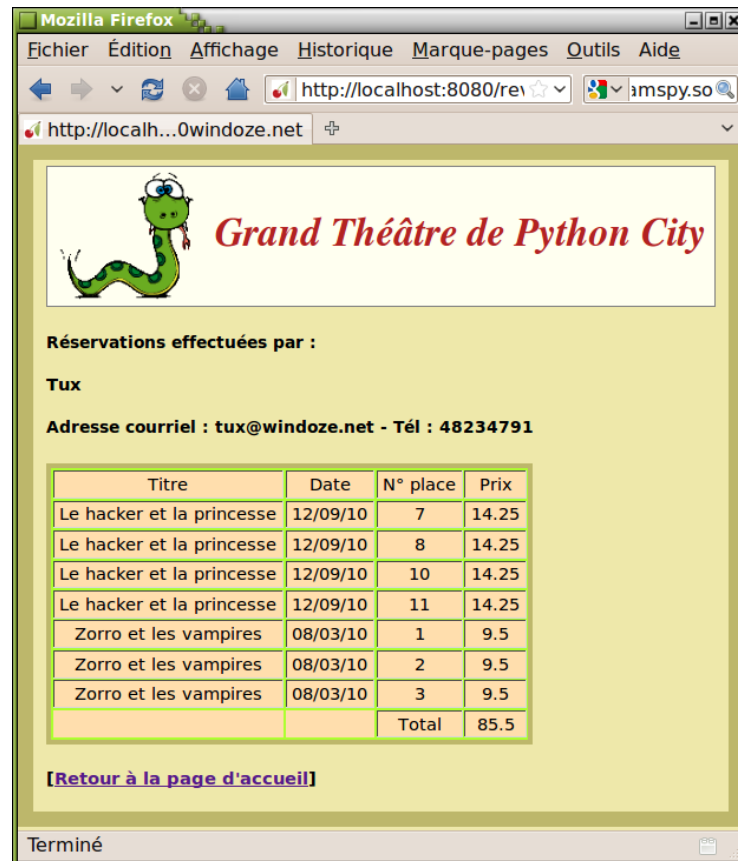 Mozilla Firefox
Fichier Édition Affichage Historique Marque-pages Outils Aide
http://localhost:8080/rev amspy.so
http://localh...0windoze.net
Grand Théâtre de Python City
Réservations effectuées par :
Tux
Adresse courriel : tux@windoze.net - Tél : 48234791
Titre Date N° place Prix
Le hacker et la princesse 12/09/10 7 14.25
Le hacker et la princesse 12/09/10 8 14.25
Le hacker et la princesse 12/09/10 10 14.25
Le hacker et la princesse 12/09/10 11 14.25
Zorro et les vampires 08/03/10 1 9.5
Zorro et les vampires 08/03/10 2 9.5
Zorro et les vampires 08/03/10 3 9.5
Total 85.5
[Retour à la page d'accueil]
Terminé